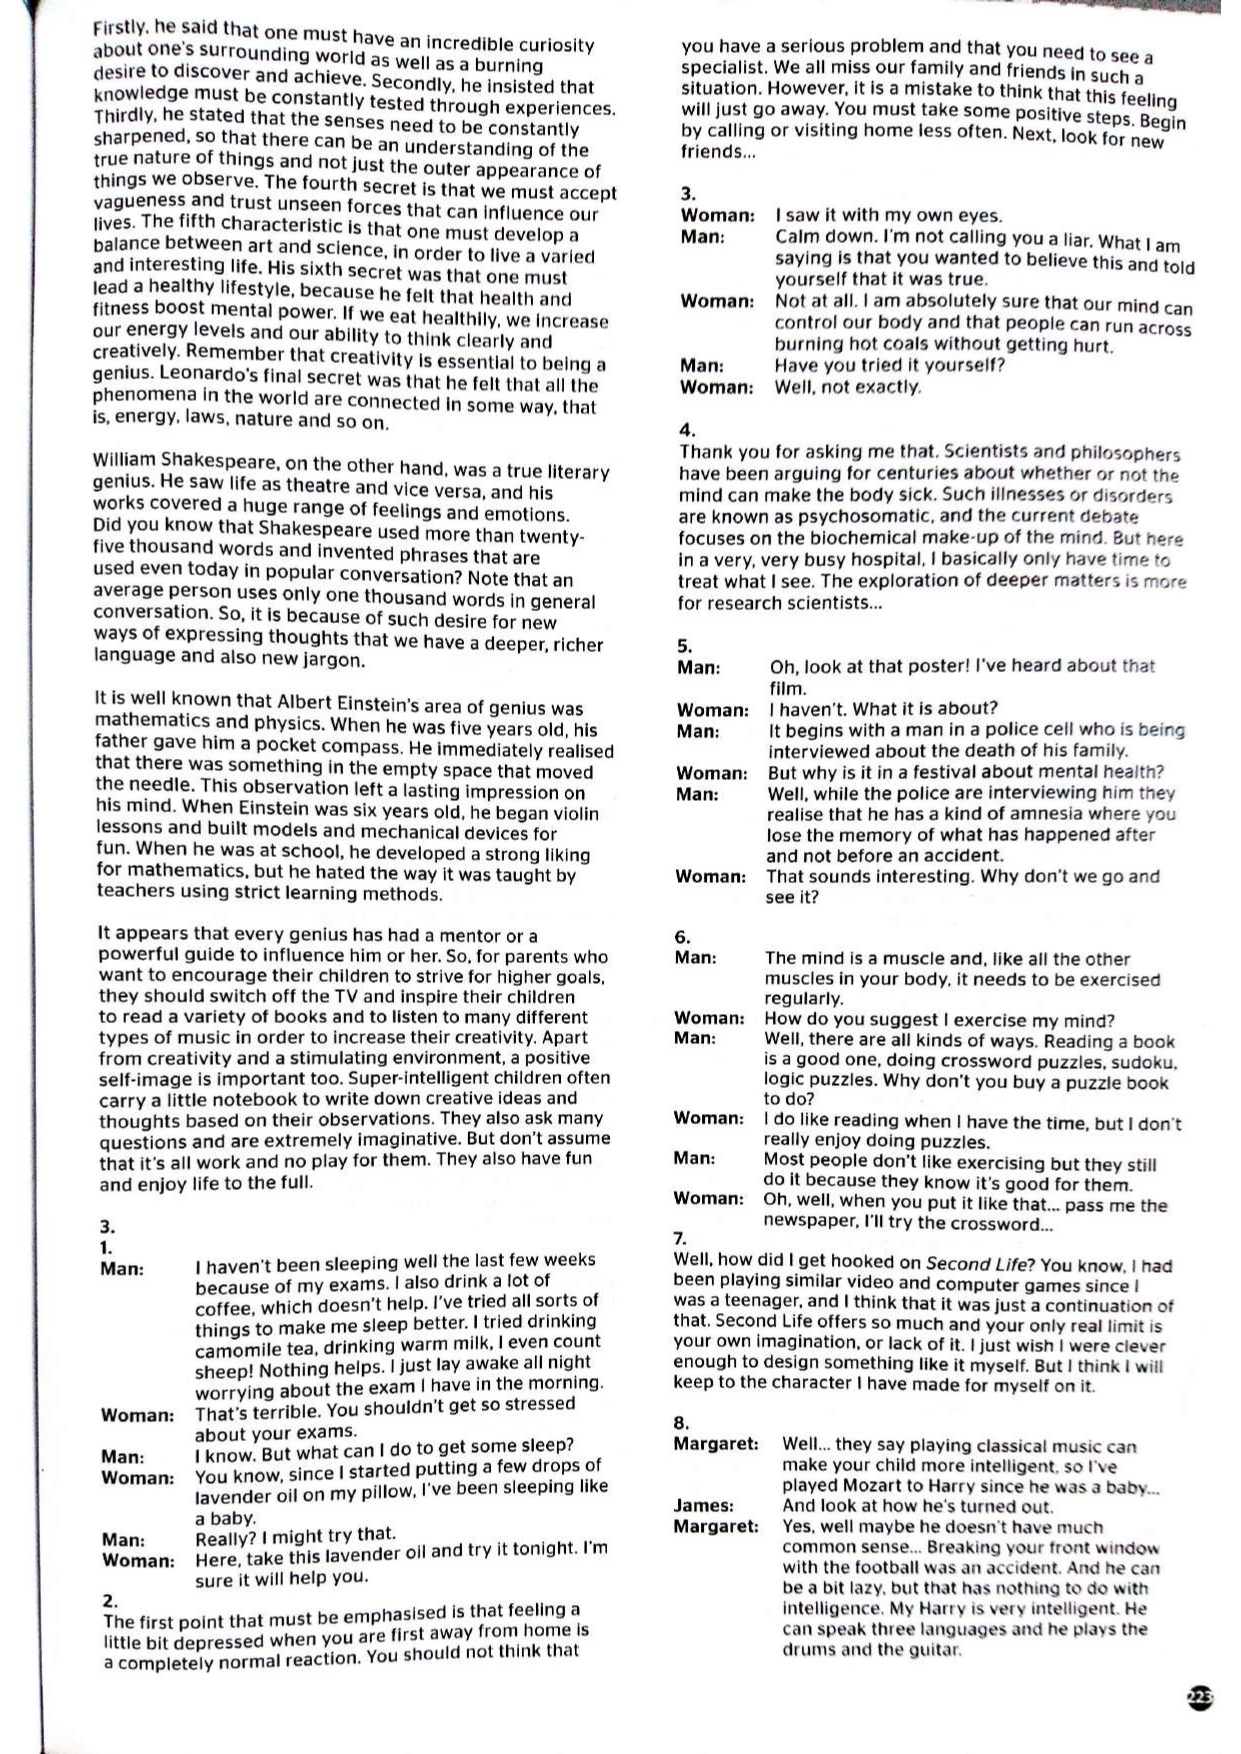 Firstly, he said that one must have an incredible curiosity
about one's surrounding world as well as a burning
desire to discover and achieve. Secondly, he insisted that
knowledge must be constantly tested through experiences.
Thirdly, he stated that the senses need to be constantly
sharpened, so that there can be an understanding of the
true nature of things and not just the outer appearance of
things we observe. The fourth secret is that we must accept
vagueness and trust unseen forces that can influence our
lives. The fifth characteristic is that one must develop a
balance between art and science, in order to live a varied
and interesting life. His sixth secret was that one must
lead a healthy lifestyle, because he felt that health and
fitness boost mental power. If we eat healthily, we increase
our energy levels and our ability to think clearly and
creatively. Remember that creativity is essential to being a
genius. Leonardo's final secret was that he felt that all the
phenomena in the world are connected in some way, that
is, energy, laws, nature and so on.
William Shakespeare, on the other hand, was a true literary
genius. He saw life as theatre and vice versa, and his
works covered a huge range of feelings and emotions.
Did you know that Shakespeare used more than twenty-
five thousand words and invented phrases that are
used even today in popular conversation? Note that an
average person uses only one thousand words in general
conversation. So, it is because of such desire for new
ways of expressing thoughts that we have a deeper, richer
language and also new jargon.
It is well known that Albert Einstein's area of genius was
mathematics and physics. When he was five years old, his
father gave him a pocket compass. He immediately realised
that there was something in the empty space that moved
the needle. This observation left a lasting impression on
his mind. When Einstein was six years old, he began violin
lessons and built models and mechanical devices for
fun. When he was at school, he developed a strong liking
for mathematics, but he hated the way it was taught by
teachers using strict learning methods.
It appears that every genius has had a mentor or a
powerful guide to influence him or her. So, for parents who
want to encourage their children to strive for higher goals,
they should switch off the TV and inspire their children
to read a variety of books and to listen to many different
types of music in order to increase their creativity. Apart
from creativity and a stimulating environment, a positive
self-image is important too. Super-intelligent children often
carry a little notebook to write down creative ideas and
thoughts based on their observations. They also ask many
questions and are extremely imaginative. But don't assume
that it's all work and no play for them. They also have fun
and enjoy life to the full.
3.
1.
Man: I haven't been sleeping well the last few weeks
because of my exams. I also drink a lot of
coffee, which doesn't help. I've tried all sorts of
things to make me sleep better. I tried drinking
camomile tea, drinking warm milk, I even count
sheep! Nothing helps. I just lay awake all night
worrying about the exam I have in the morning.
Woman: That's terrible. You shouldn't get so stressed
about your exams.
Man: I know. But what can I do to get some sleep?
Woman: You know, since I started putting a few drops of
lavender oil on my pillow, I've been sleeping like
a baby.
Man: Really? I might try that.
Woman: Here, take this lavender oil and try it tonight. I'm
sure it will help you.
2.
The first point that must be emphasised is that feeling a
little bit depressed when you are first away from home is
a completely normal reaction. You should not think that
you have a serious problem and that you need to see a
specialist. We all miss our family and friends in such a
situation. However, it is a mistake to think that this feeling
will just go away. You must take some positive steps. Begin
by calling or visiting home less often. Next, look for new
friends...
3.
Woman: I saw it with my own eyes.
Man: Calm down. I'm not calling you a liar. What I am
saying is that you wanted to believe this and told
yourself that it was true.
Woman: Not at all. I am absolutely sure that our mind can
control our body and that people can run across
burning hot coals without getting hurt.
Man: Have you tried it yourself?
Woman: Well, not exactly.
4.
Thank you for asking me that. Scientists and philosophers
have been arguing for centuries about whether or not the
mind can make the body sick. Such illnesses or disorders
are known as psychosomatic, and the current debate
focuses on the biochemical make-up of the mind. But here
in a very, very busy hospital, I basically only have time to
treat what I see. The exploration of deeper matters is more
for research scientists...
5.
Man: Oh, look at that poster! I've heard about that
film.
Woman: I haven't. What it is about?
Man: It begins with a man in a police cell who is being
interviewed about the death of his family.
Woman: But why is it in a festival about mental health?
Man: Well, while the police are interviewing him they
realise that he has a kind of amnesia where you
lose the memory of what has happened after
and not before an accident.
Woman: That sounds interesting. Why don't we go and
see it?
6.
Man: The mind is a muscle and, like all the other
muscles in your body, it needs to be exercised
regularly.
Woman: How do you suggest I exercise my mind?
Man: Well, there are all kinds of ways. Reading a book
is a good one, doing crossword puzzles, sudoku,
logic puzzles. Why don't you buy a puzzle book
to do?
Woman: I do like reading when I have the time, but I don't
really enjoy doing puzzles.
Man: Most people don't like exercising but they still
do it because they know it's good for them.
Woman: Oh, well, when you put it like that... pass me the
newspaper, I'll try the crossword...
7.
Well, how did I get hooked on Second Life? You know, I had
been playing similar video and computer games since I
was a teenager, and I think that it was just a continuation of
that. Second Life offers so much and your only real limit is
your own imagination, or lack of it. I just wish I were clever
enough to design something like it myself. But I think I will
keep to the character I have made for myself on it.
8.
Margaret: Well... they say playing classical music can
make your child more intelligent, so I've
played Mozart to Harry since he was a baby...
James: And look at how he's turned out.
Margaret: Yes, well maybe he doesn't have much
common sense... Breaking your front window
with the football was an accident. And he can
be a bit lazy, but that has nothing to do with
intelligence. My Harry is very intelligent. He
can speak three languages and he plays the
drums and the guitar.
223